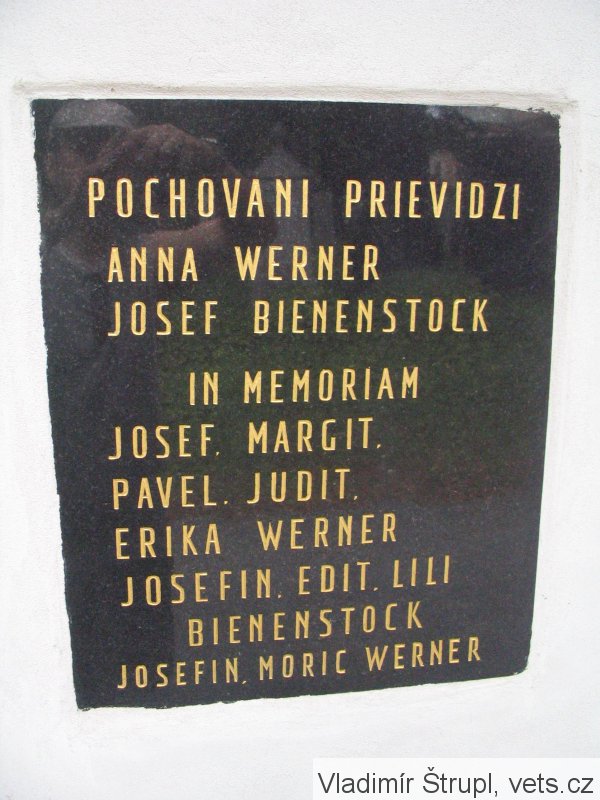 POCHOVANI PRIEVIDZI
ANNA WERNER
JOSEF BIENENSTOCK
IN MEMORIAM
JOSEF, MARGIT,
PAVEL, JUDIT,
ERIKA WERNER
JOSEFIN, EDIT, LILI
BIENENSTOCK
JOSEFIN, MORIC WERNER
Vladimír Štrupl, vets.cz